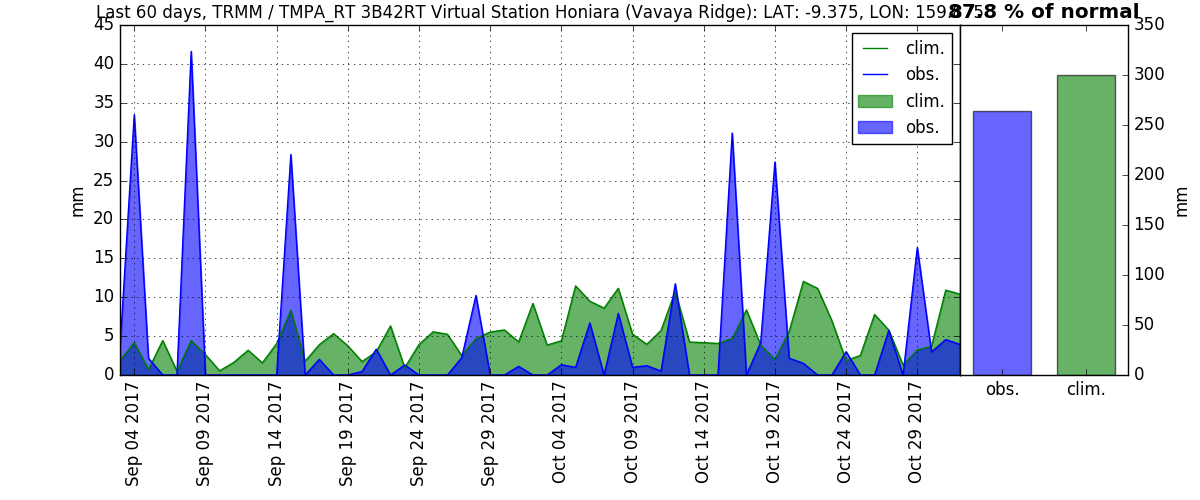 Last 60 days, TRMM / TMPA_RT 3B42RT Virtual Station Honiara (Vavaya Ridge): LAT: -9.375, LON:
87.8 % of normal
45
40
35
30
25
20
15
10
5
0
mm
clim.
obs.
clim.
obs.
350
300
250
200
150
100
50
0
mm
Sep 04 2017
Sep 09 2017
Sep 14 2017
Sep 19 2017
Sep 24 2017
Sep 29 2017
Oct 04 2017
Oct 09 2017
Oct 14 2017
Oct 19 2017
Oct 24 2017
Oct 29 2017
obs.
clim.